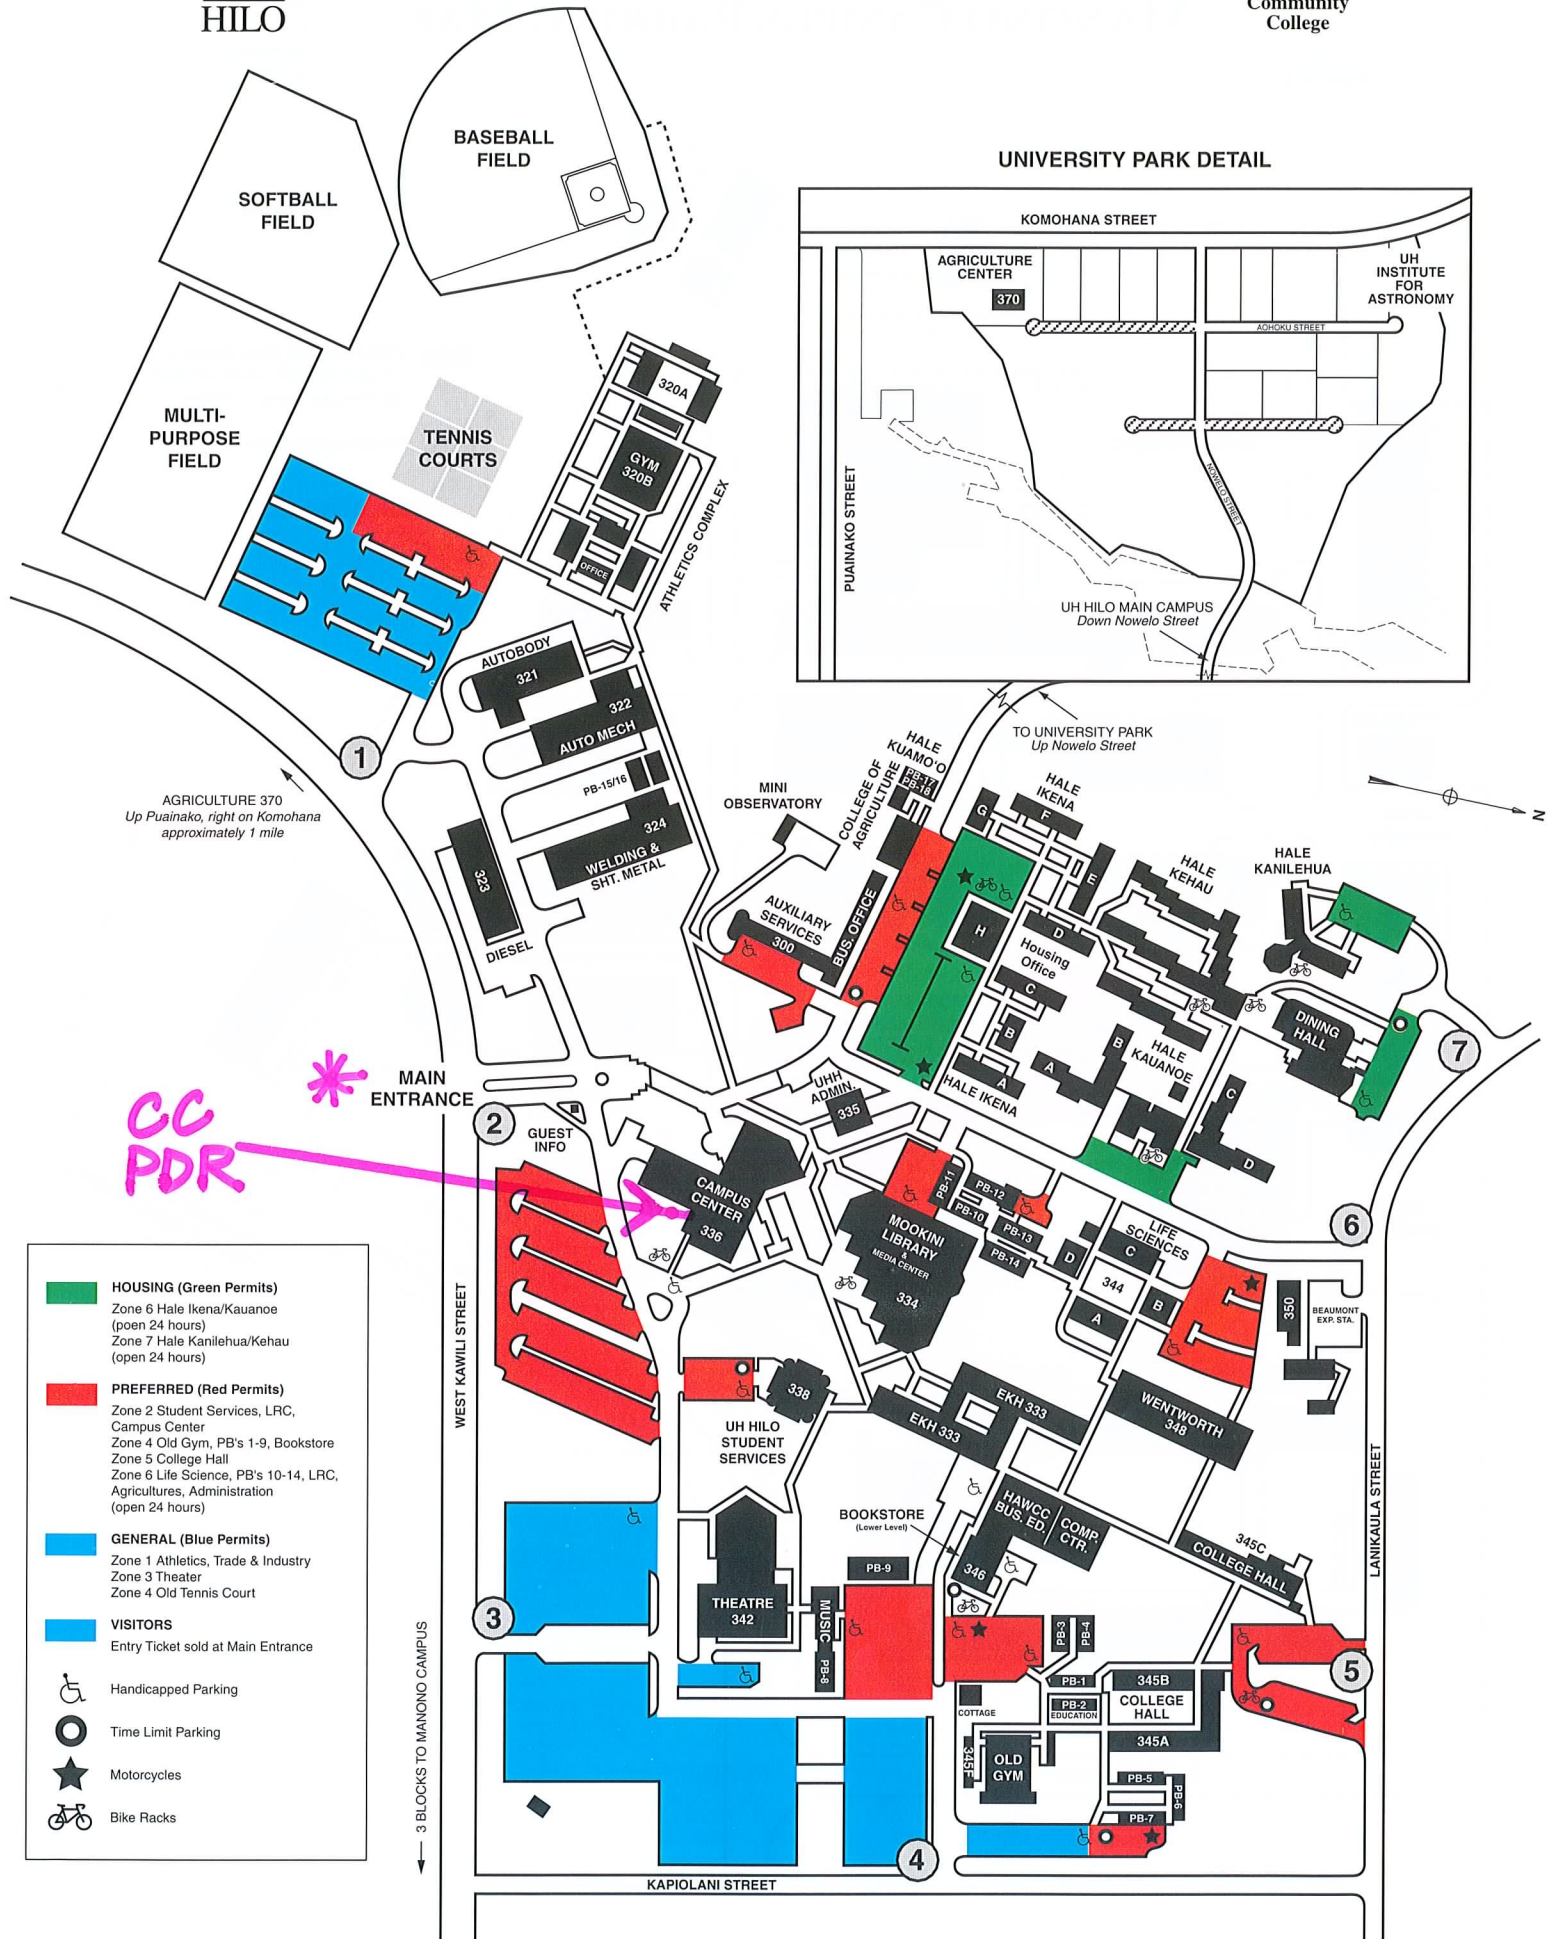 HILO
Community
College
BASEBALL
FIELD
SOFTBALL
FIELD
MULTI-
PURPOSE
FIELD
TENNIS
COURTS
320A
GYM
320B
OFFICE
ATHLETICS COMPLEX
UNIVERSITY PARK DETAIL
KOMOHANA STREET
AGRICULTURE
CENTER
370
UH
INSTITUTE
FOR
ASTRONOMY
AOHOKU STREET
PUAINAKO STREET
NOWELO STREET
UH HILO MAIN CAMPUS
Down Nowelo Street
TO UNIVERSITY PARK
Up Nowelo Street
N
1
AGRICULTURE 370
Up Puainako, right on Komohana
approximately 1 mile
AUTOBODY
321
322
AUTO MECH
PB-15/16
324
WELDING &
SHT. METAL
323
DIESEL
MINI
OBSERVATORY
COLLEGE OF
AGRICULTURE
HALE
KUAMO'O
PB-17
PB-18
AUXILIARY
SERVICES
300
BUS. OFFICE
HALE
IKENA
G
F
E
H
D
Housing
Office
C
B
A
HALE IKENA
HALE
KEHAU
HALE
KANILEHUA
DINING
HALL
7
HALE
KAUANOE
A
B
C
D
MAIN
ENTRANCE
CC
PDR
2
GUEST
INFO
UHH
ADMIN.
335
CAMPUS
CENTER
336
MOOKINI
LIBRARY
&
MEDIA CENTER
334
PB-11
PB-12
PB-10
PB-13
PB-14
LIFE
SCIENCES
D
C
344
B
A
6
350
BEAUMONT
EXP. STA.
WEST KAWILI STREET
338
UH HILO
STUDENT
SERVICES
EKH 333
EKH 333
WENTWORTH
348
LANIKAULA STREET
BOOKSTORE
(Lower Level)
HAWCC
BUS. ED.
COMP.
CTR.
346
345C
COLLEGE HALL
3
THEATRE
342
PB-9
MUSIC
PB-8
PB-3
PB-4
PB-1
PB-2
EDUCATION
345B
COLLEGE
HALL
345A
5
COTTAGE
345F
OLD
GYM
PB-5
PB-6
PB-7
4
KAPIOLANI STREET
3 BLOCKS TO MANONO CAMPUS
HOUSING (Green Permits)
Zone 6 Hale Ikena/Kauanoe
(poen 24 hours)
Zone 7 Hale Kanilehua/Kehau
(open 24 hours)
PREFERRED (Red Permits)
Zone 2 Student Services, LRC,
Campus Center
Zone 4 Old Gym, PB's 1-9, Bookstore
Zone 5 College Hall
Zone 6 Life Science, PB's 10-14, LRC,
Agricultures, Administration
(open 24 hours)
GENERAL (Blue Permits)
Zone 1 Athletics, Trade & Industry
Zone 3 Theater
Zone 4 Old Tennis Court
VISITORS
Entry Ticket sold at Main Entrance
Handicapped Parking
Time Limit Parking
Motorcycles
Bike Racks